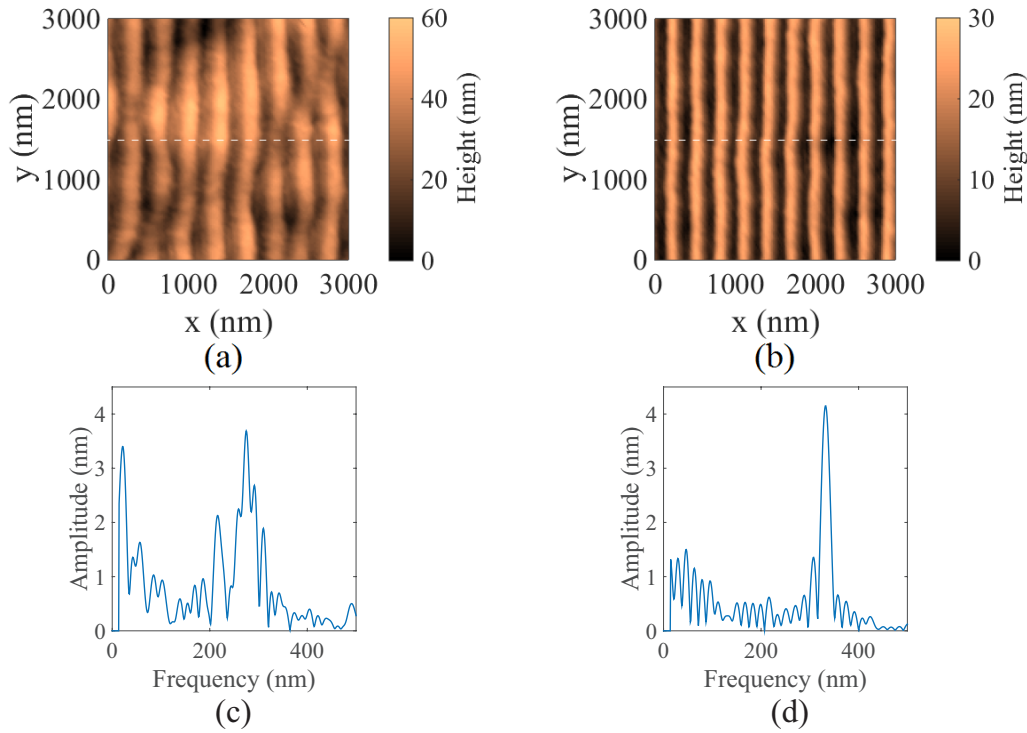 3000
2000
1000
0
y (nm)
0 1000 2000 3000
x (nm)
60
40
20
0
Height (nm)
(a)
3000
2000
1000
0
y (nm)
0 1000 2000 3000
x (nm)
30
20
10
0
Height (nm)
(b)
4
3
2
1
0
Amplitude (nm)
0 200 400
Frequency (nm)
(c)
4
3
2
1
0
Amplitude (nm)
0 200 400
Frequency (nm)
(d)